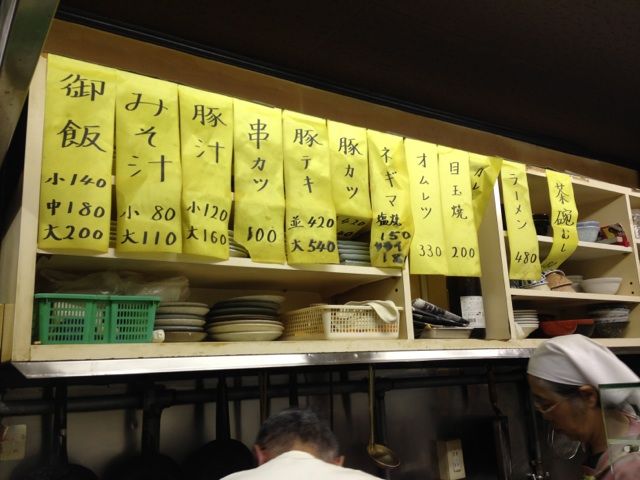 御飯
小140
中180
大200
みそ汁
小80
大110
豚汁
小120
大160
串カツ
100
豚テキ
並420
大540
豚カツ
ネギマ
塩焼
150
オムレツ
330
目玉焼
200
ラーメン
480
茶碗むし